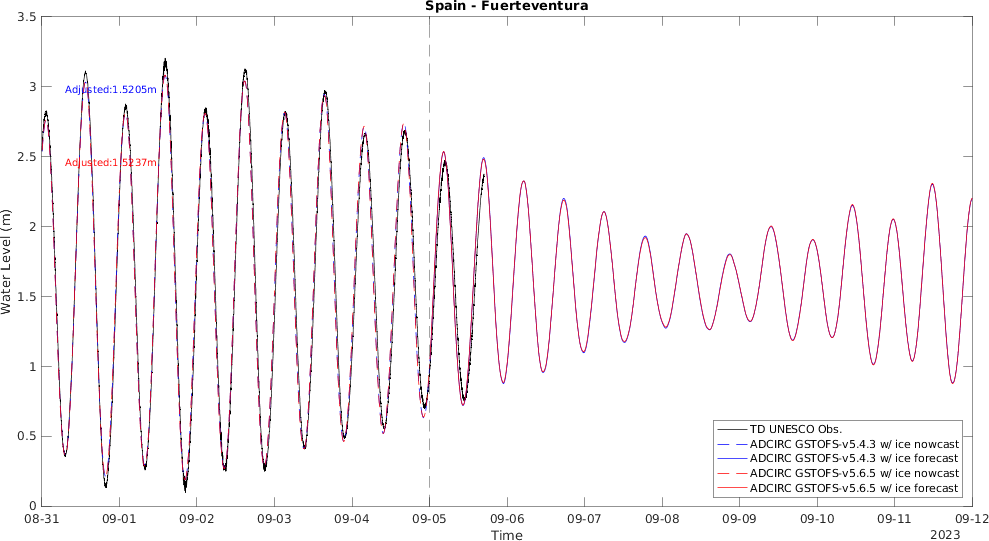 Spain - Fuerteventura
3.5
3
2.5
2
1.5
1
0.5
0
Water Level (m)
Adjusted:1.5205m
Adjusted:1.5237m
TD UNESCO Obs.
ADCIRC GSTOFS-v5.4.3 w/ ice nowcast
ADCIRC GSTOFS-v5.4.3 w/ ice forecast
ADCIRC GSTOFS-v5.6.5 w/ ice nowcast
ADCIRC GSTOFS-v5.6.5 w/ ice forecast
08-31 09-01 09-02 09-03 09-04 09-05 09-06 09-07 09-08 09-09 09-10 09-11 09-12
Time
2023